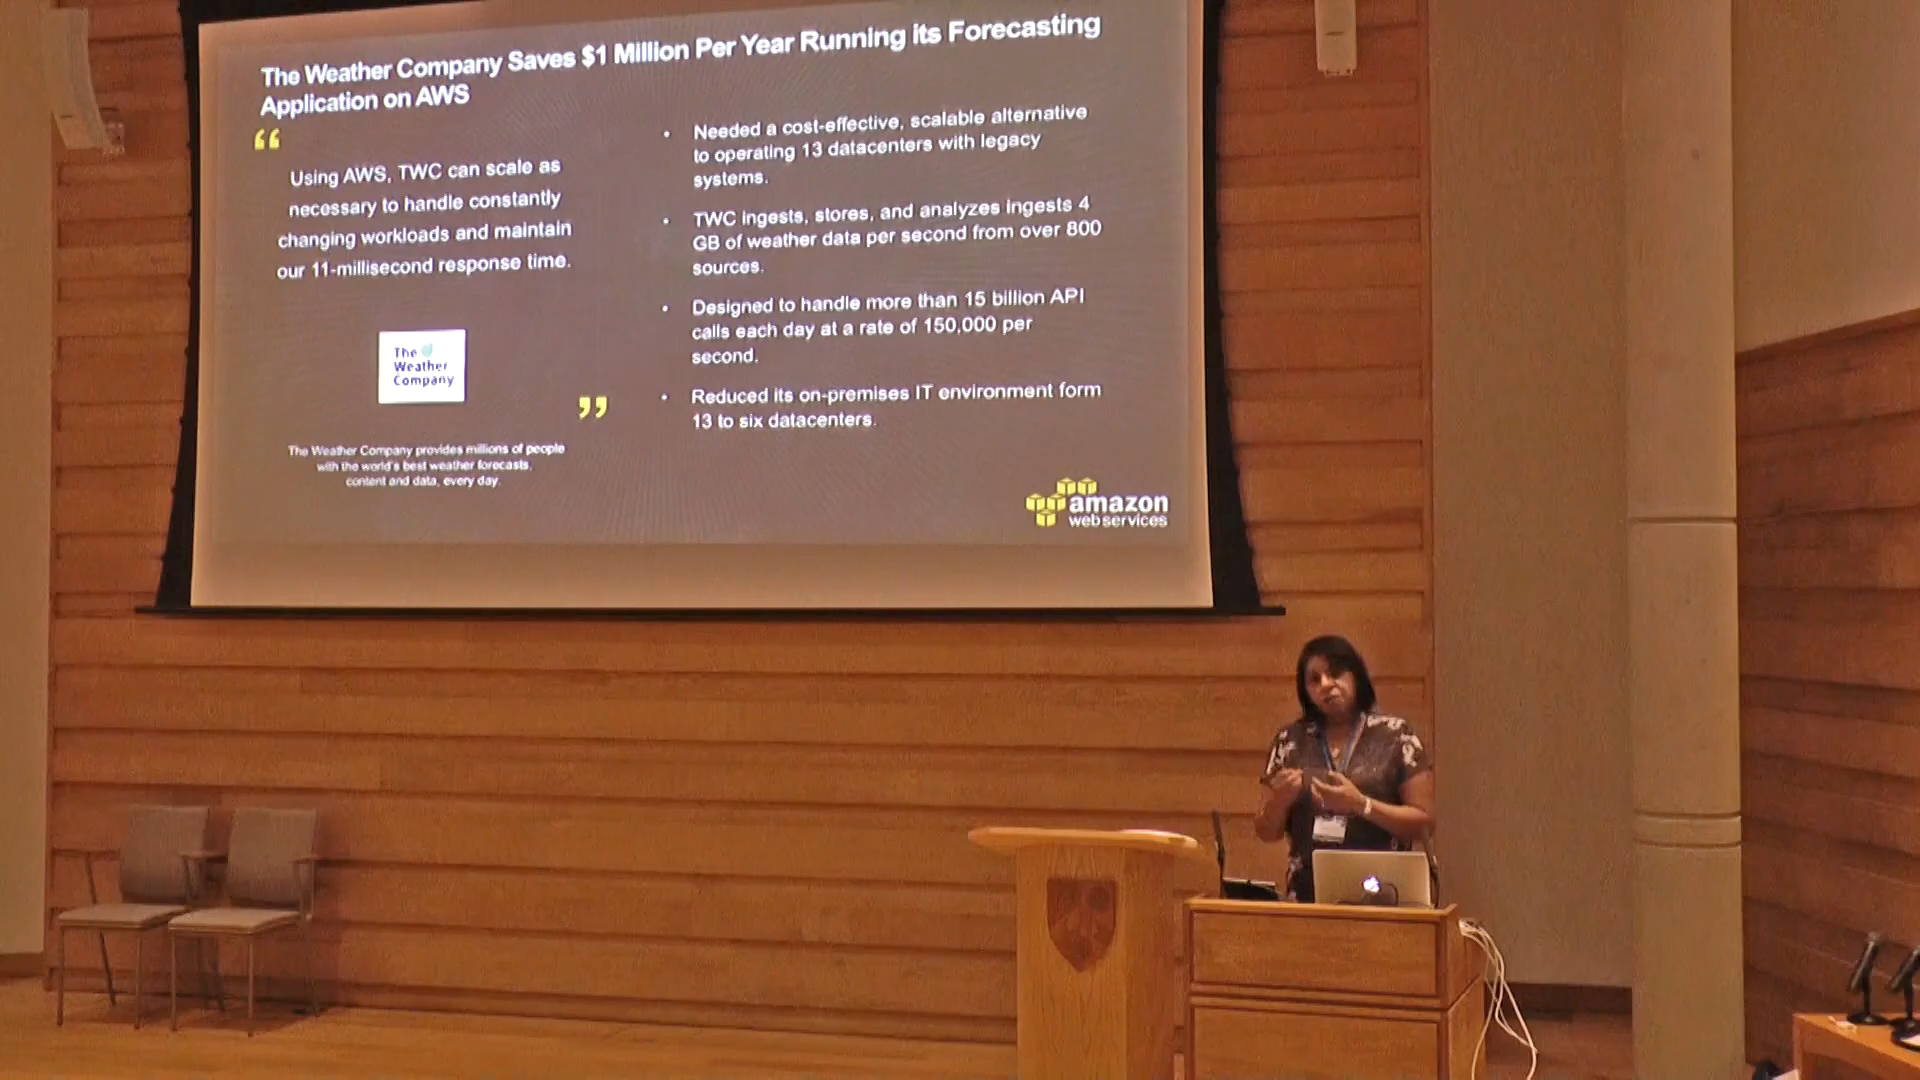 The Weather Company Saves $1 Million Per Year Running its Forecasting
Application on AWS
“
Using AWS, TWC can scale as
necessary to handle constantly
changing workloads and maintain
our 11-millisecond response time.
The
Weather
Company
”
The Weather Company provides millions of people
with the world's best weather forecasts,
content and data, every day.
• Needed a cost-effective, scalable alternative
to operating 13 datacenters with legacy
systems.
• TWC ingests, stores, and analyzes ingests 4
GB of weather data per second from over 800
sources.
• Designed to handle more than 15 billion API
calls each day at a rate of 150,000 per
second.
• Reduced its on-premises IT environment form
13 to six datacenters.
amazon
webservices